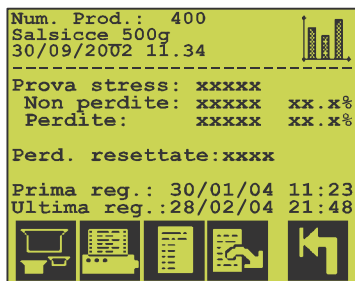 Num. Prod.: 400
Salsicce 500g
30/09/2002 11.34
Prova stress: xxxxx
Non perdite: xxxxx xx.x%
Perdite: xxxxx xx.x%
Perd. resettate:xxxx
Prima reg.: 30/01/04 11:23
Ultima reg.:28/02/04 21:48